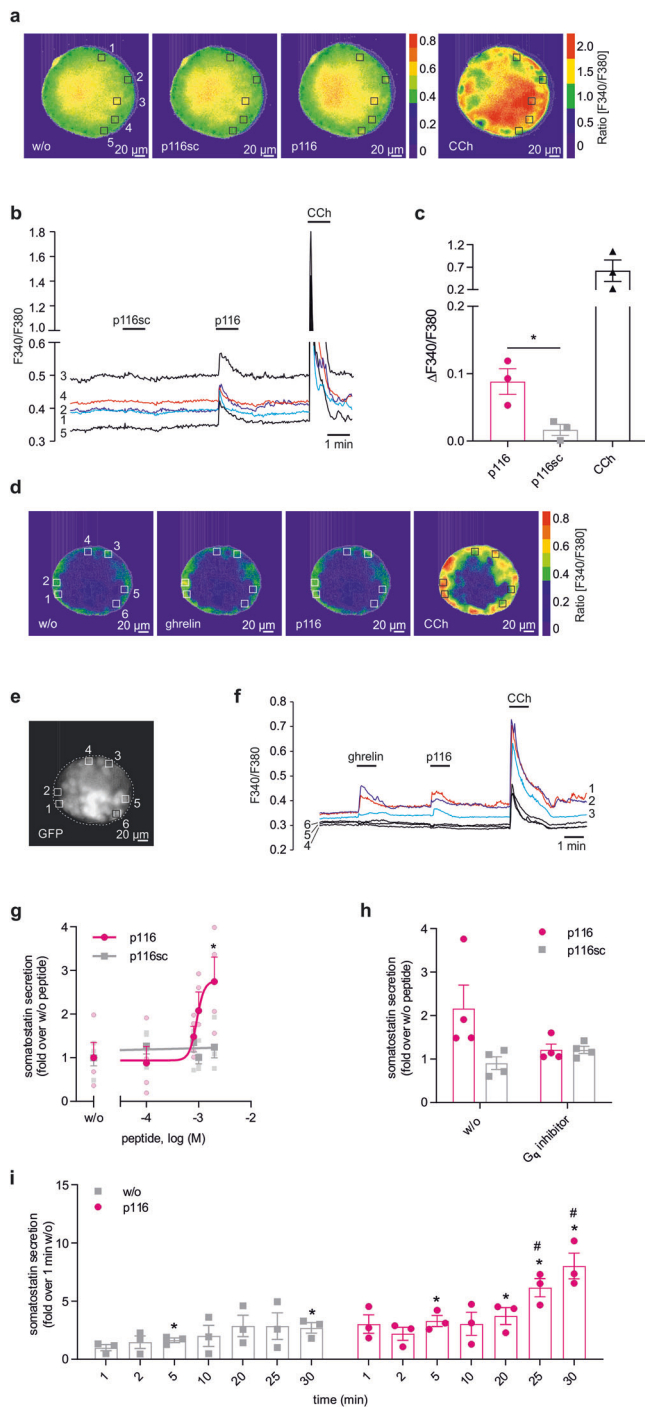 a
1
2
3
4
5
w/o
20 µm
p116sc
20 µm
p116
20 µm
0.8
0.6
0.4
0.2
0
CCh
20 µm
2.0
1.5
1.0
0.5
0
Ratio [F340/F380]
b
CCh
p116sc
p116
F340/F380
1.8
1.6
1.4
1.2
1.0
0.6
0.5
0.4
0.3
3
4
2
1
5
1 min
c
ΔF340/F380
1.2
0.7
0.2
0.2
0.1
0.0
*
p116
p116sc
CCh
d
4
3
2
1
5
6
w/o
20 µm
ghrelin
20 µm
p116
20 µm
CCh
20 µm
0.8
0.6
0.4
0.2
0
Ratio [F340/F380]
e
4
3
2
1
5
6
GFP
20 µm
f
F340/F380
0.8
0.7
0.6
0.5
0.4
0.3
0.2
ghrelin
p116
CCh
1
2
3
6
5
4
1 min
g
somatostatin secretion
(fold over w/o peptide)
4
3
2
1
0
p116
p116sc
*
w/o
-4
-3
-2
peptide, log (M)
h
somatostatin secretion
(fold over w/o peptide)
4
3
2
1
0
p116
p116sc
w/o
Gq inhibitor
i
somatostatin secretion
(fold over 1 min w/o)
15
10
5
0
w/o
p116
*
*
*
*
#
*
#
*
1
2
5
10
20
25
30
1
2
5
10
20
25
30
time (min)